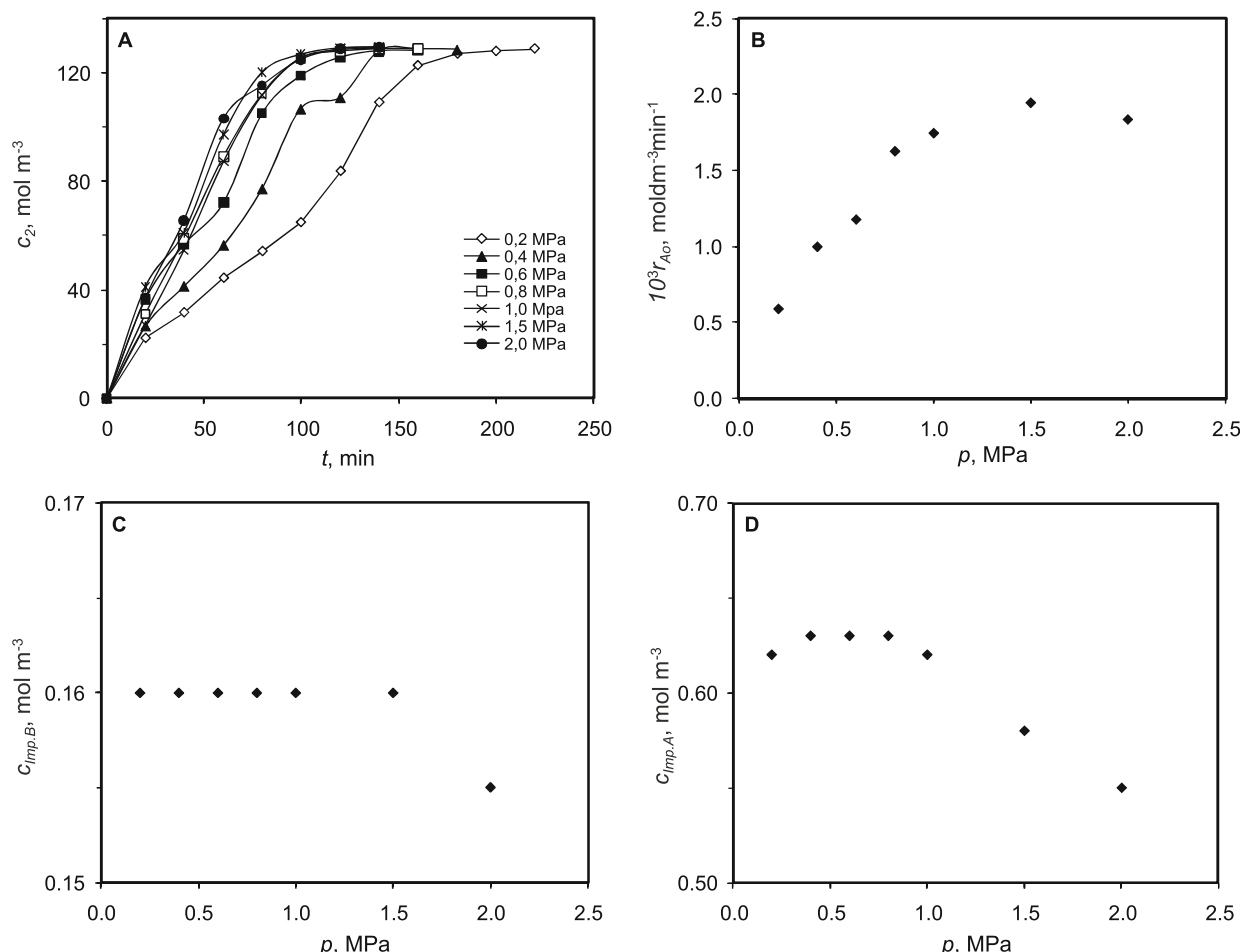 A
120
80
40
0
c2, mol m-3
0,2 MPa
0,4 MPa
0,6 MPa
0,8 MPa
1,0 Mpa
1,5 MPa
2,0 MPa
0 50 100 150 200 250
t, min
B
2.5
2.0
1.5
1.0
0.5
0.0
10³rAo, moldm-3min-1
0.0 0.5 1.0 1.5 2.0 2.5
p, MPa
C
0.17
0.16
0.15
cImp.B, mol m-3
0.0 0.5 1.0 1.5 2.0 2.5
p, MPa
D
0.70
0.60
0.50
cImp.A, mol m-3
0.0 0.5 1.0 1.5 2.0 2.5
p, MPa